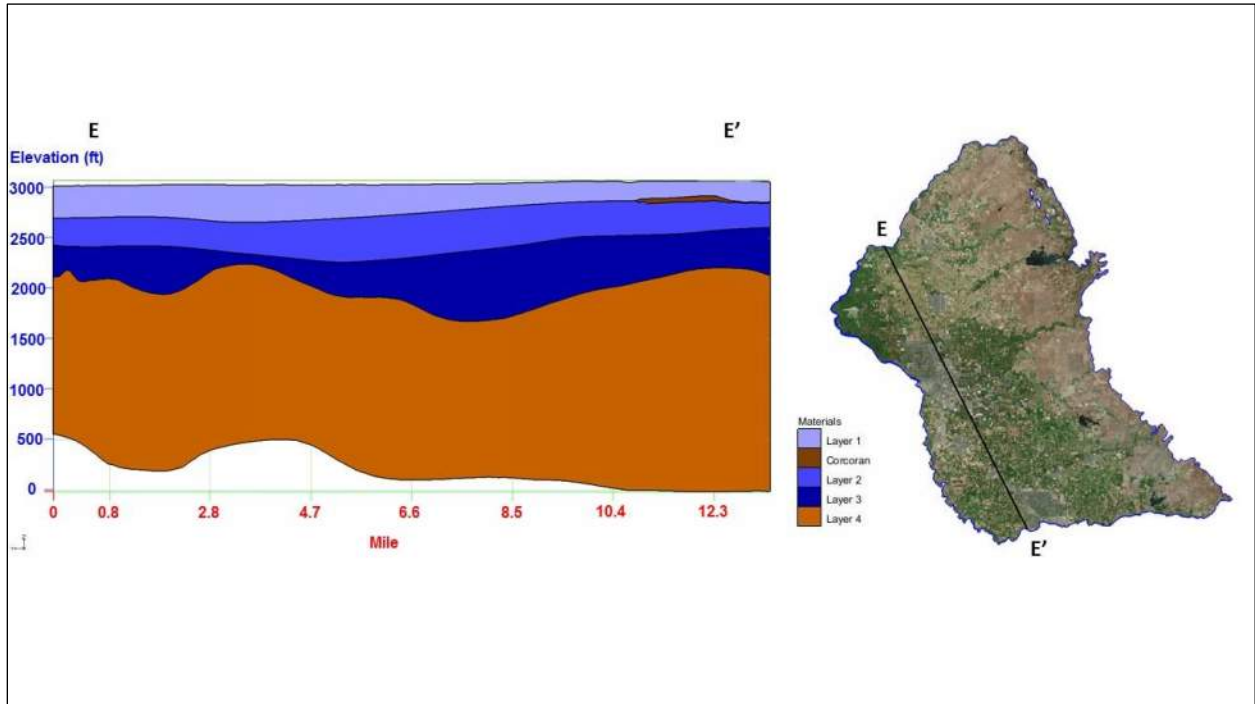 E
E'
Elevation (ft)
3000
2500
2000
1500
1000
500
0
0 0.8 2.8 4.7 6.6 8.5 10.4 12.3
Mile
Materials
Layer 1
Corcoran
Layer 2
Layer 3
Layer 4
E
E'